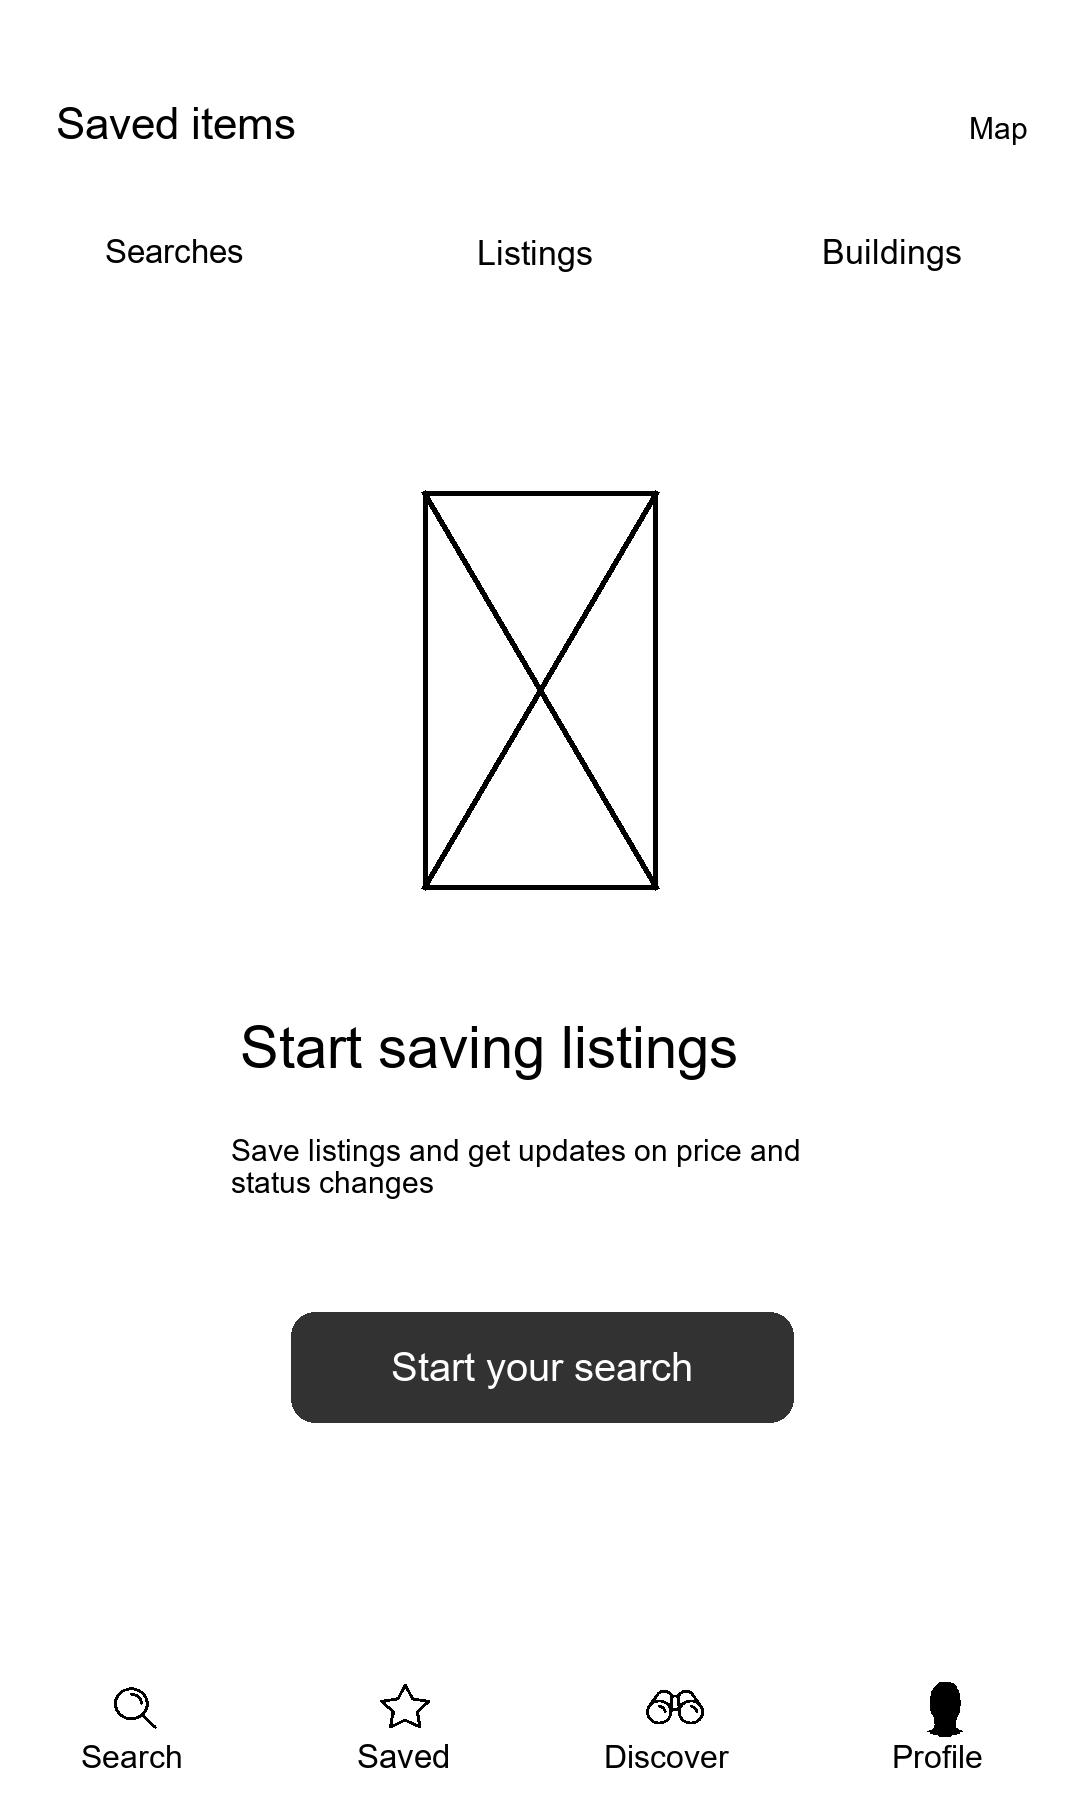 Saved items
Map
Searches
Listings
Buildings
Start saving listings
Save listings and get updates on price and
status changes
Start your search
Search
Saved
Discover
Profile